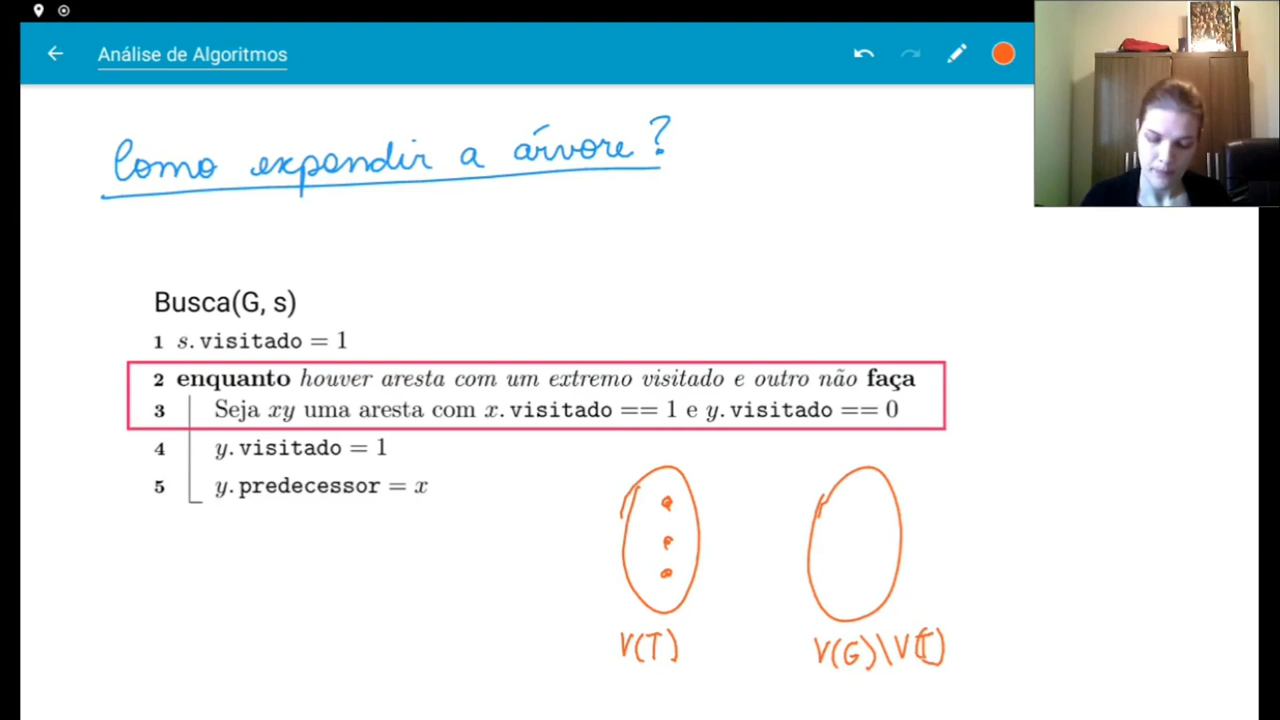 Análise de Algoritmos
Como expandir a árvore?
Busca(G, s)
1 s.visitado = 1
2 enquanto houver aresta com um extremo visitado e outro não faça
3 Seja xy uma aresta com x.visitado == 1 e y.visitado == 0
4 y.visitado = 1
5 y.predecessor = x
V(T)
V(G)\V(T)